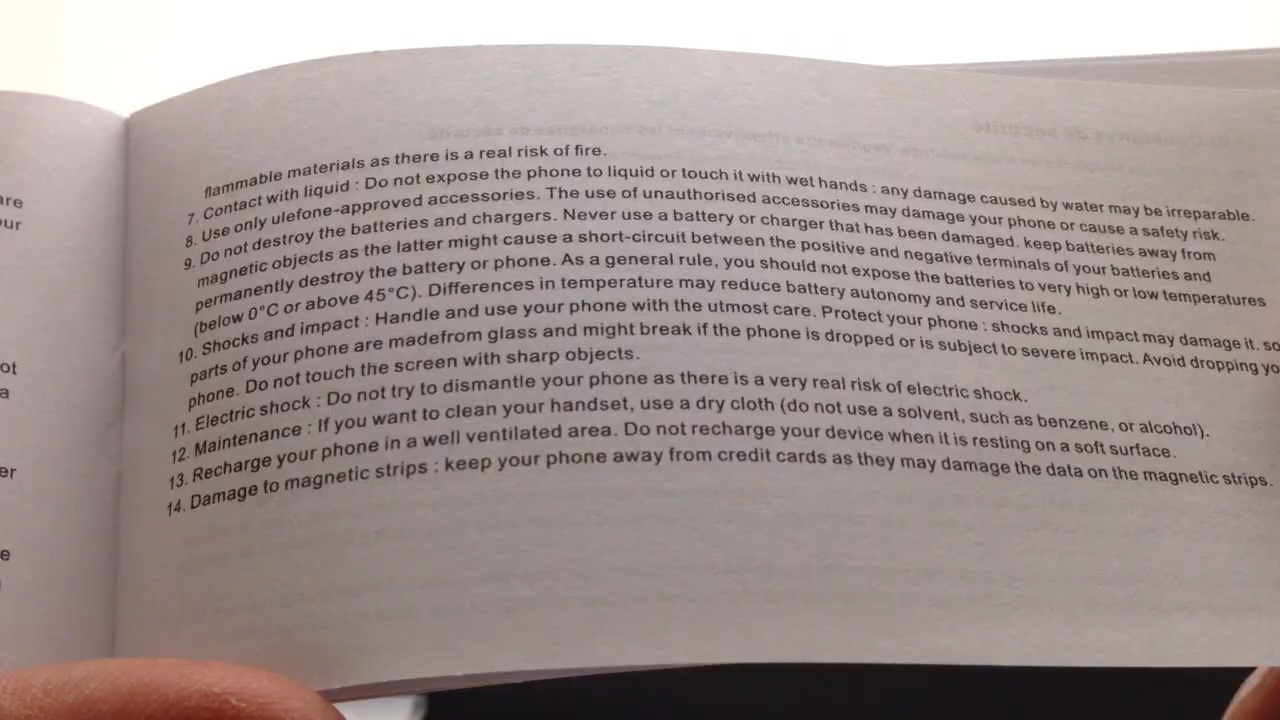 are
our
ot
a
er
e
flammable materials as there is a real risk of fire.
7. Contact with liquid : Do not expose the phone to liquid or touch it with wet hands : any damage caused by water may be irreparable.
8. Use only ulefone-approved accessories. The use of unauthorised accessories may damage your phone or cause a safety risk.
9. Do not destroy the batteries and chargers. Never use a battery or charger that has been damaged. keep batteries away from
magnetic objects as the latter might cause a short-circuit between the positive and negative terminals of your batteries and
permanently destroy the battery or phone. As a general rule, you should not expose the batteries to very high or low temperatures
(below 0°C or above 45°C). Differences in temperature may reduce battery autonomy and service life.
10. Shocks and impact : Handle and use your phone with the utmost care. Protect your phone : shocks and impact may damage it. so
parts of your phone are madefrom glass and might break if the phone is dropped or is subject to severe impact. Avoid dropping yo
phone. Do not touch the screen with sharp objects.
11. Electric shock : Do not try to dismantle your phone as there is a very real risk of electric shock.
12. Maintenance : If you want to clean your handset, use a dry cloth (do not use a solvent, such as benzene, or alcohol).
13. Recharge your phone in a well ventilated area. Do not recharge your device when it is resting on a soft surface.
14. Damage to magnetic strips : keep your phone away from credit cards as they may damage the data on the magnetic strips.